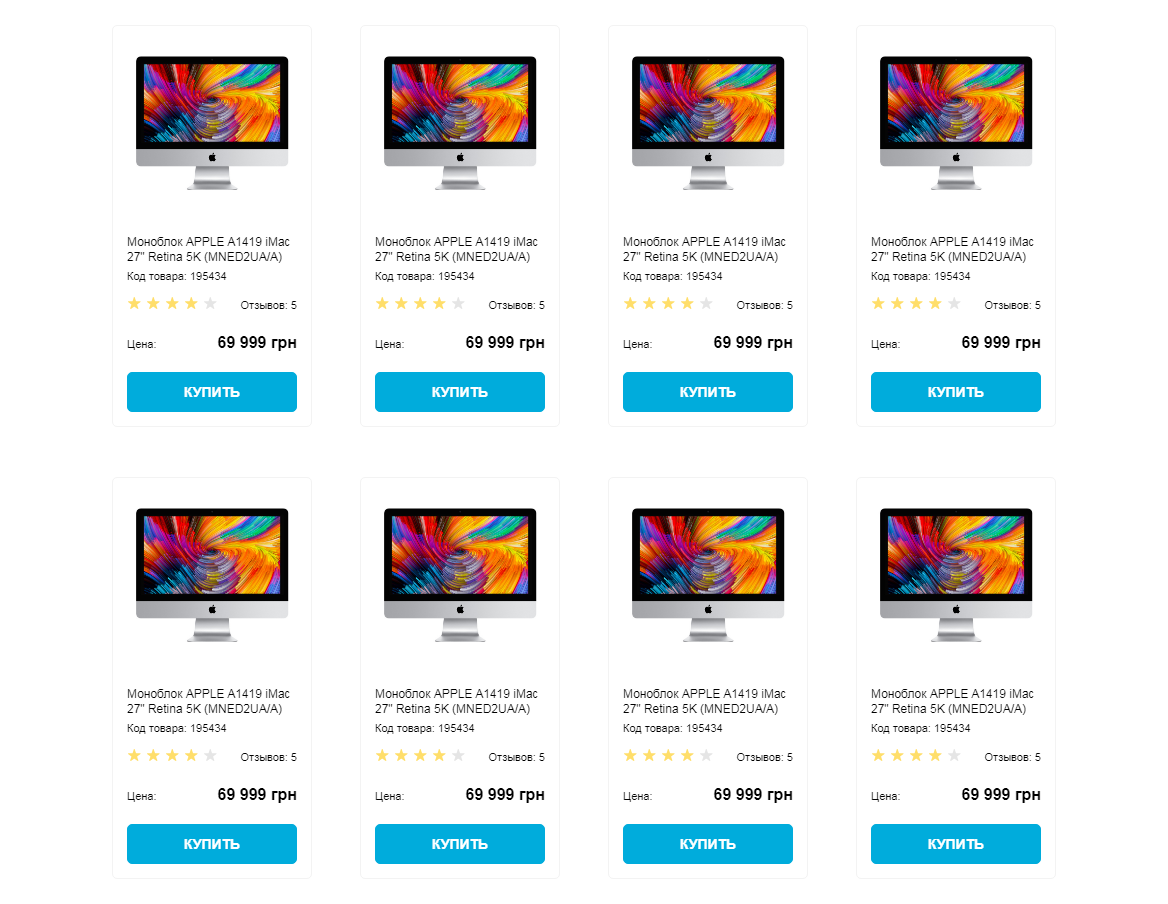 Моноблок APPLE A1419 iMac
27" Retina 5K (MNED2UA/A)
Код товара: 195434
Отзывов: 5
Цена: 69 999 грн
КУПИТЬ
Моноблок APPLE A1419 iMac
27" Retina 5K (MNED2UA/A)
Код товара: 195434
Отзывов: 5
Цена: 69 999 грн
КУПИТЬ
Моноблок APPLE A1419 iMac
27" Retina 5K (MNED2UA/A)
Код товара: 195434
Отзывов: 5
Цена: 69 999 грн
КУПИТЬ
Моноблок APPLE A1419 iMac
27" Retina 5K (MNED2UA/A)
Код товара: 195434
Отзывов: 5
Цена: 69 999 грн
КУПИТЬ
Моноблок APPLE A1419 iMac
27" Retina 5K (MNED2UA/A)
Код товара: 195434
Отзывов: 5
Цена: 69 999 грн
КУПИТЬ
Моноблок APPLE A1419 iMac
27" Retina 5K (MNED2UA/A)
Код товара: 195434
Отзывов: 5
Цена: 69 999 грн
КУПИТЬ
Моноблок APPLE A1419 iMac
27" Retina 5K (MNED2UA/A)
Код товара: 195434
Отзывов: 5
Цена: 69 999 грн
КУПИТЬ
Моноблок APPLE A1419 iMac
27" Retina 5K (MNED2UA/A)
Код товара: 195434
Отзывов: 5
Цена: 69 999 грн
КУПИТЬ